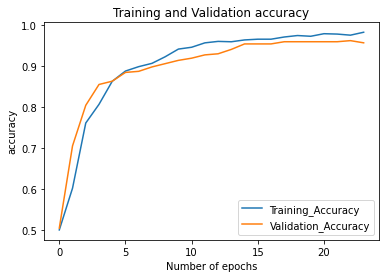 Training and Validation accuracy
1.0
0.9
0.8
0.7
0.6
0.5
accuracy
0
5
10
15
20
Number of epochs
Training_Accuracy
Validation_Accuracy